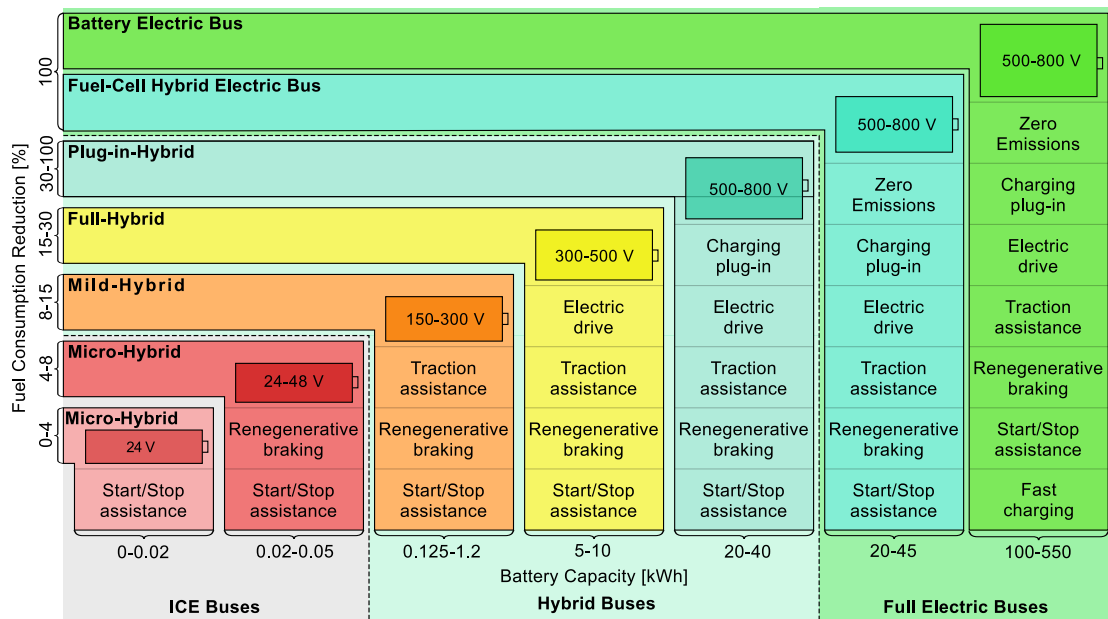 Battery Electric Bus
500-800 V
Fuel-Cell Hybrid Electric Bus
500-800 V
Zero
Emissions
Plug-in-Hybrid
500-800 V
Zero
Emissions
Charging
plug-in
Full-Hybrid
300-500 V
Charging
plug-in
Charging
plug-in
Electric
drive
Mild-Hybrid
150-300 V
Electric
drive
Electric
drive
Electric
drive
Traction
assistance
Micro-Hybrid
24-48 V
Traction
assistance
Traction
assistance
Traction
assistance
Traction
assistance
Renegenerative
braking
Micro-Hybrid
24 V
Renegenerative
braking
Renegenerative
braking
Renegenerative
braking
Renegenerative
braking
Renegenerative
braking
Start/Stop
assistance
Start/Stop
assistance
Start/Stop
assistance
Start/Stop
assistance
Start/Stop
assistance
Start/Stop
assistance
Start/Stop
assistance
Fast
charging
Fuel Consumption Reduction [%]
100
30-100
15-30
8-15
4-8
0-4
0-0.02
0.02-0.05
0.125-1.2
5-10
20-40
20-45
100-550
Battery Capacity [kWh]
ICE Buses
Hybrid Buses
Full Electric Buses